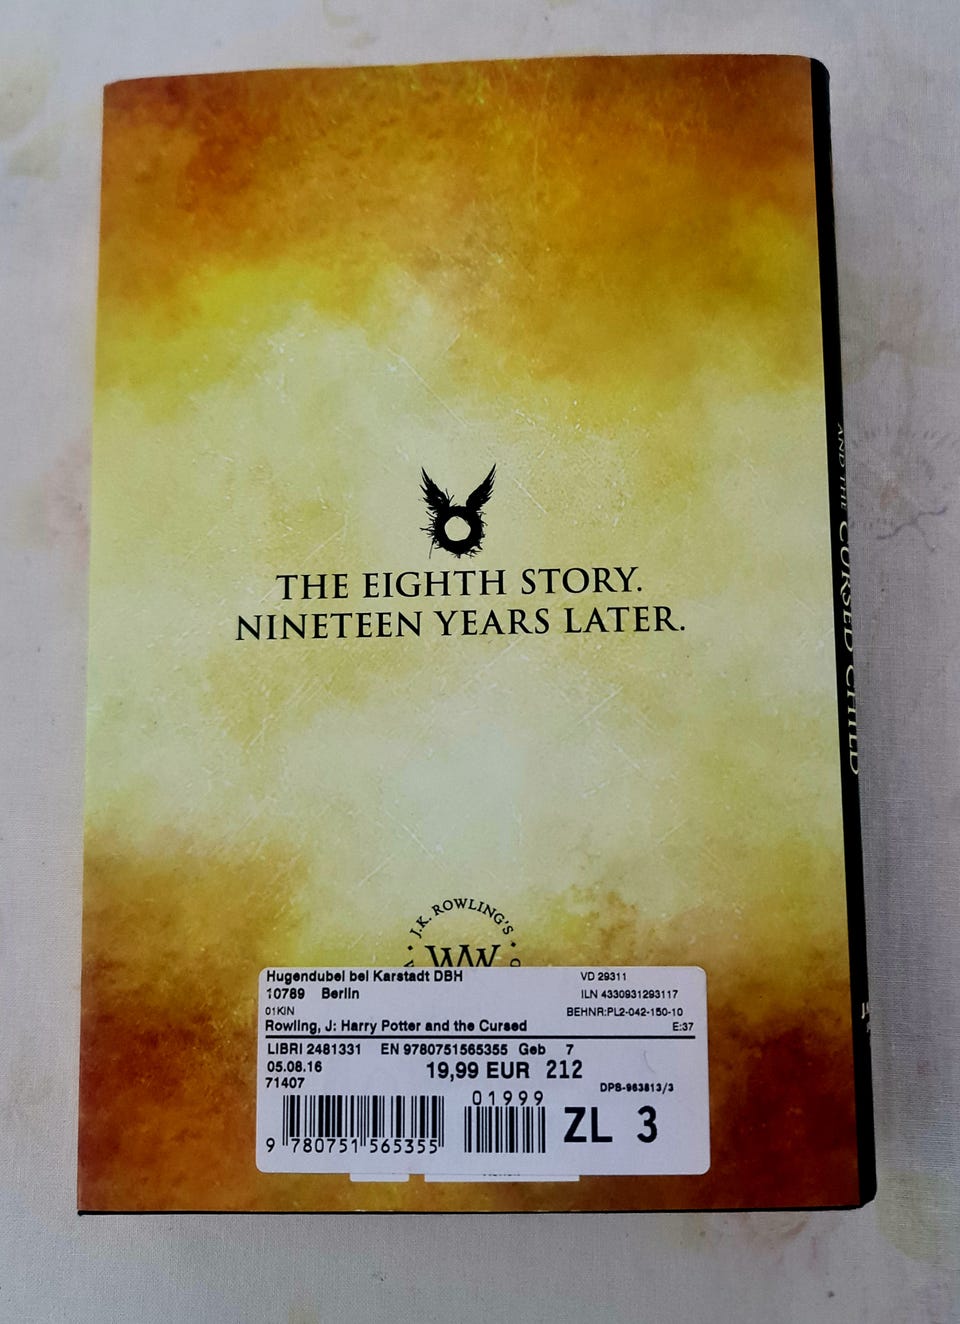 THE EIGHTH STORY.
NINETEEN YEARS LATER.
AND THE CURSED CHILD
J.K. ROWLING'S
WW
Hugendubel bei Karstadt DBH VD 29311
10789 Berlin ILN 4330931293117
01KIN BEHNR:PL2-042-150-10
Rowling, J: Harry Potter and the Cursed E:37
LIBRI 2481331 EN 9780751565355 Geb 7
05.08.16 19,99 EUR 212
71407 DPB-963813/3
01999
ZL 3
9 780751 565355